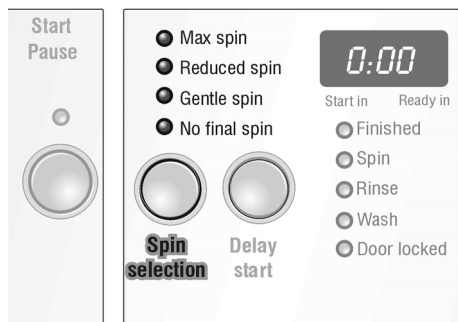 Start
Pause
Max spin
Reduced spin
Gentle spin
No final spin
Spin
selection
Delay
start
0:00
Start in Ready in
Finished
Spin
Rinse
Wash
Door locked